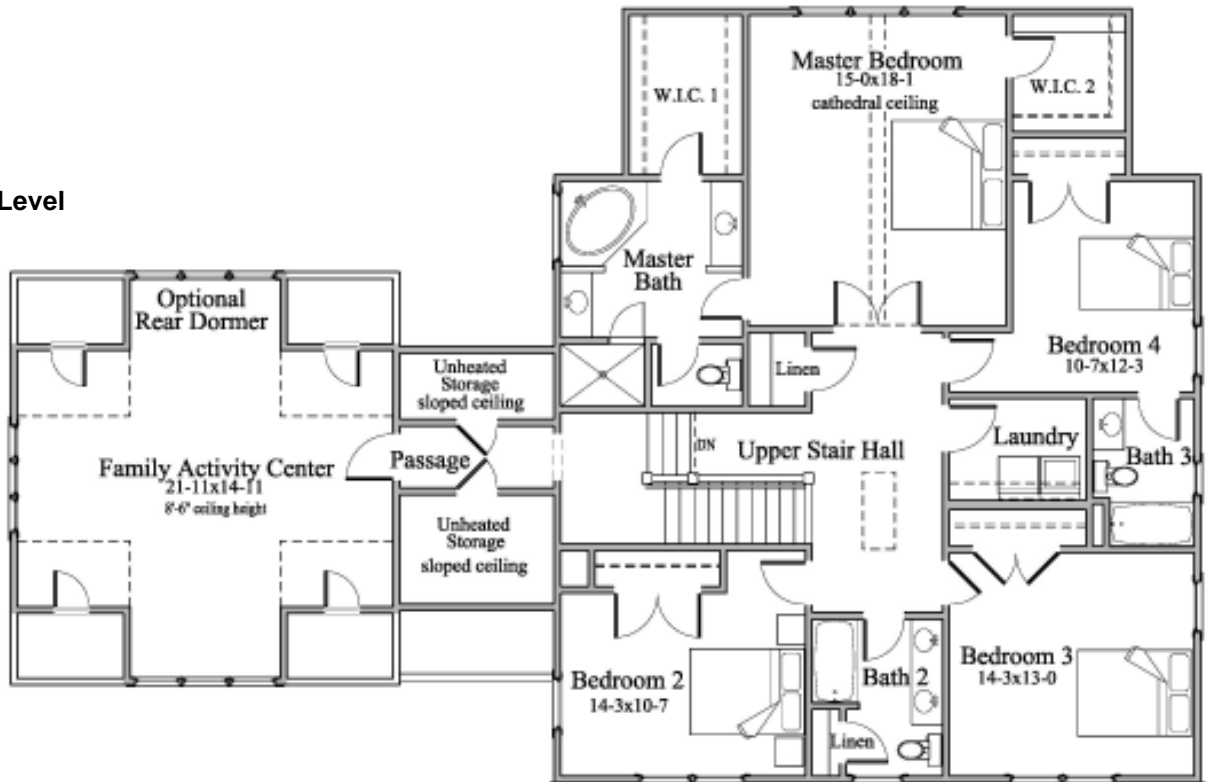 Level
W.I.C. 1
Master Bedroom
15-0x18-1
cathedral ceiling
W.I.C. 2
Master
Bath
Optional
Rear Dormer
Bedroom 4
10-7x12-3
Linen
Unheated
Storage
sloped ceiling
Family Activity Center
21-11x14-11
8'-6" ceiling height
Passage
DN
Upper Stair Hall
Laundry
Bath 3
Unheated
Storage
sloped ceiling
Bedroom 2
14-3x10-7
Bath 2
Linen
Bedroom 3
14-3x13-0